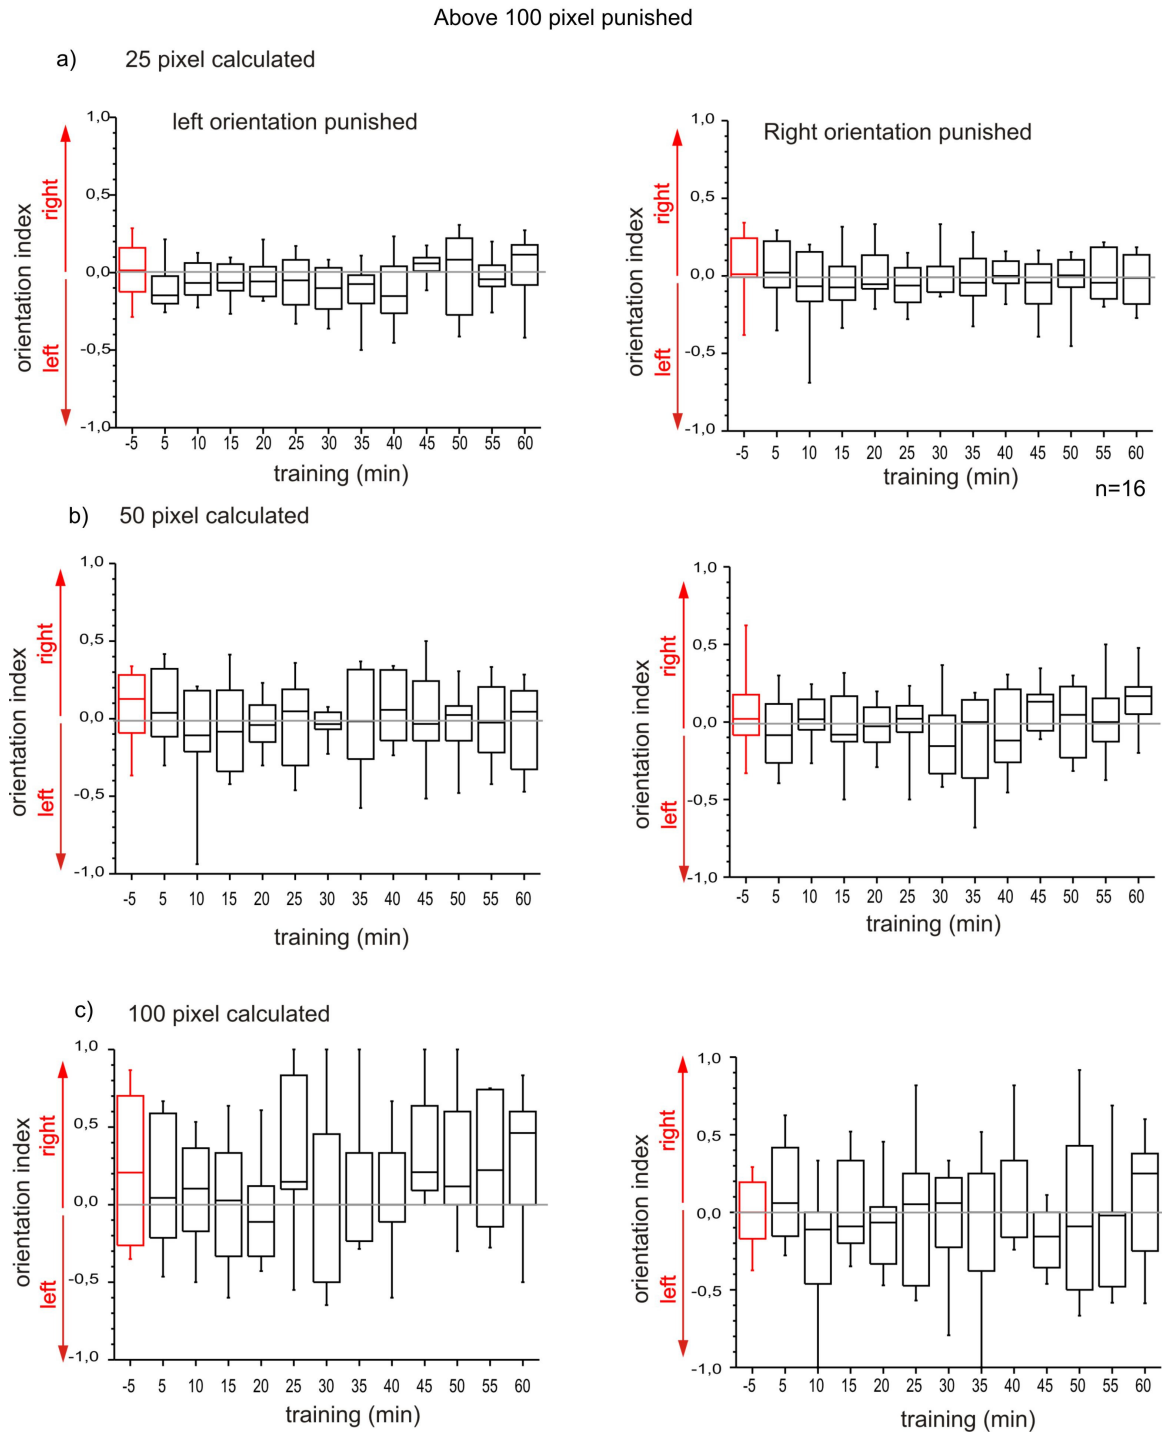 Above 100 pixel punished
a) 25 pixel calculated
left orientation punished
1,0
0,5
0,0
-0,5
-1,0
orientation index
right
left
-5 5 10 15 20 25 30 35 40 45 50 55 60
training (min)
Right orientation punished
1,0
0,5
0,0
-0,5
-1,0
orientation index
right
left
-5 5 10 15 20 25 30 35 40 45 50 55 60
training (min)
n=16
b) 50 pixel calculated
1,0
0,5
0,0
-0,5
-1,0
orientation index
right
left
-5 5 10 15 20 25 30 35 40 45 50 55 60
training (min)
1,0
0,5
0,0
-0,5
-1,0
orientation index
right
left
-5 5 10 15 20 25 30 35 40 45 50 55 60
training (min)
c) 100 pixel calculated
1,0
0,5
0,0
-0,5
-1,0
orientation index
right
left
-5 5 10 15 20 25 30 35 40 45 50 55 60
training (min)
1,0
0,5
0,0
-0,5
-1,0
orientation index
right
left
-5 5 10 15 20 25 30 35 40 45 50 55 60
training (min)